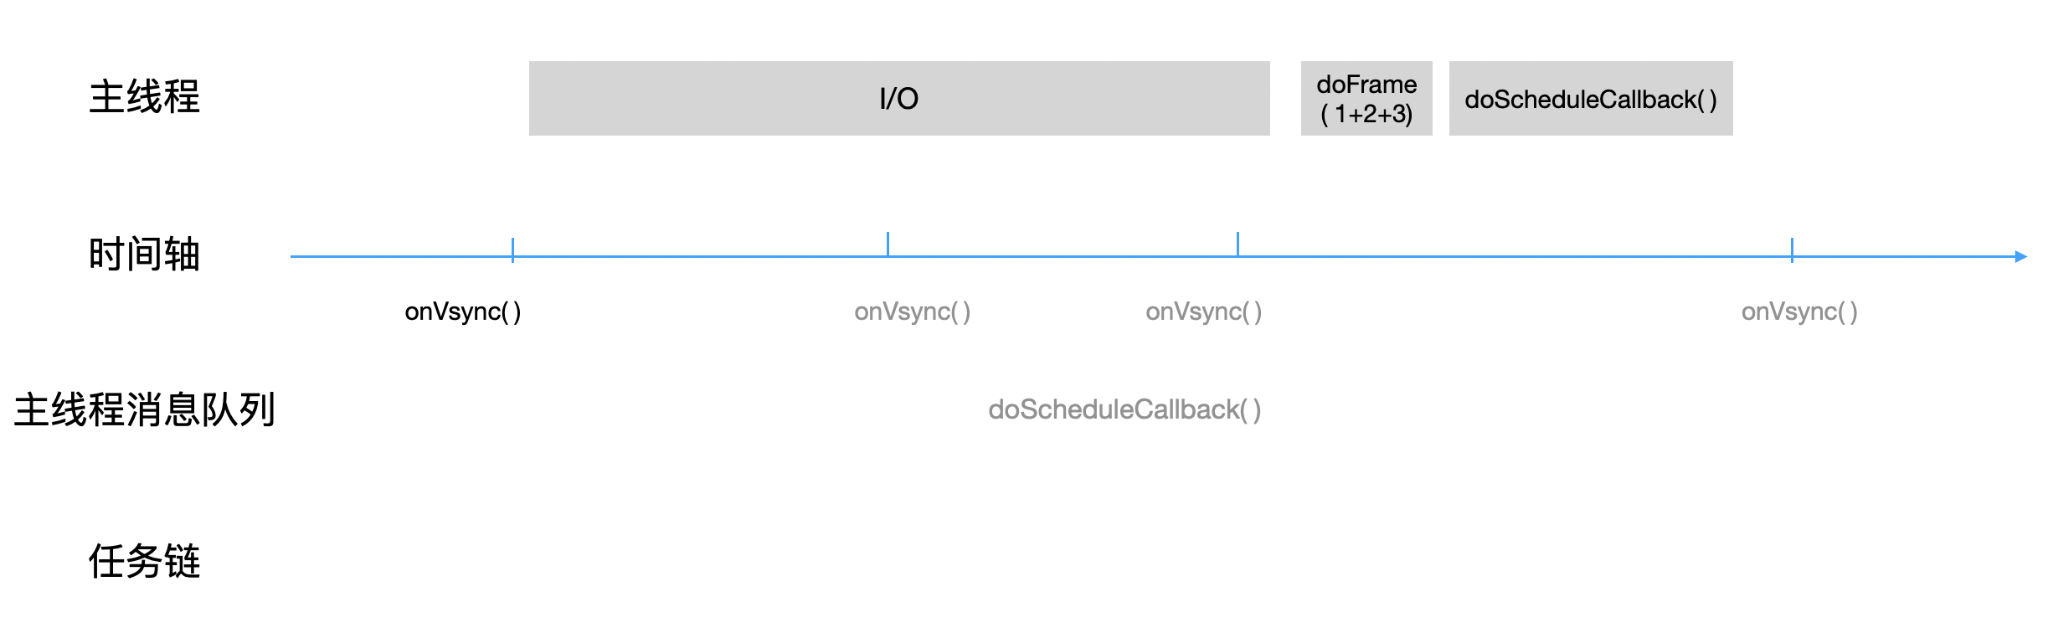 主线程
I/O
doFrame
( 1+2+3)
doScheduleCallback( )
时间轴
onVsync( )
onVsync( )
onVsync( )
onVsync( )
主线程消息队列
doScheduleCallback( )
任务链